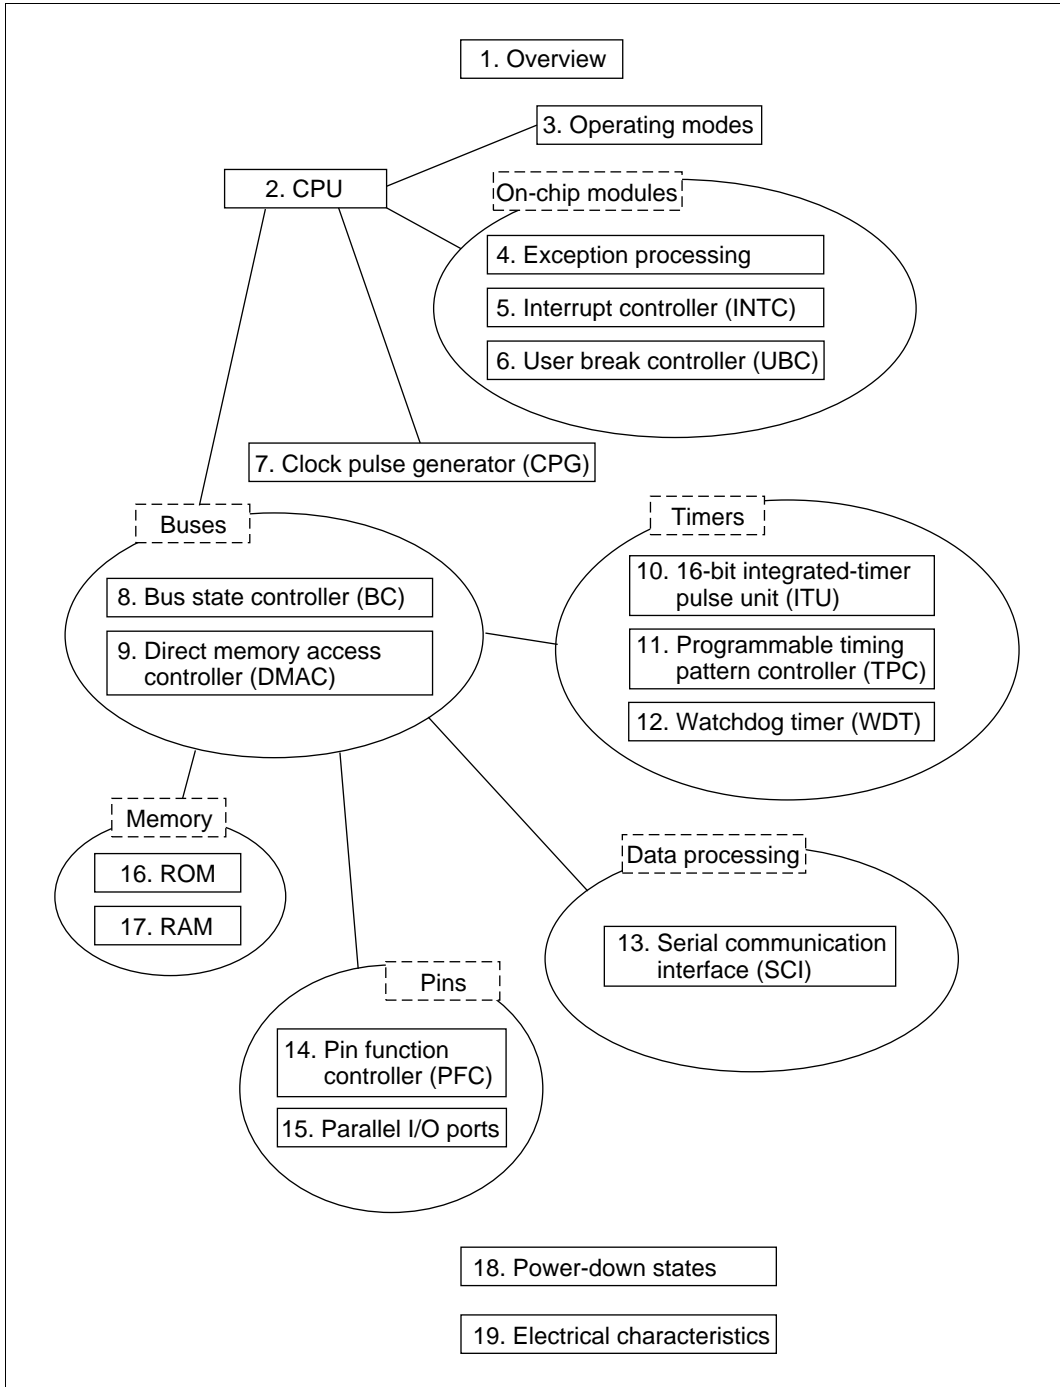 1. Overview
3. Operating modes
2. CPU
On-chip modules
4. Exception processing
5. Interrupt controller (INTC)
6. User break controller (UBC)
7. Clock pulse generator (CPG)
Buses
8. Bus state controller (BC)
9. Direct memory access
controller (DMAC)
Timers
10. 16-bit integrated-timer
pulse unit (ITU)
11. Programmable timing
pattern controller (TPC)
12. Watchdog timer (WDT)
Memory
16. ROM
17. RAM
Data processing
13. Serial communication
interface (SCI)
Pins
14. Pin function
controller (PFC)
15. Parallel I/O ports
18. Power-down states
19. Electrical characteristics